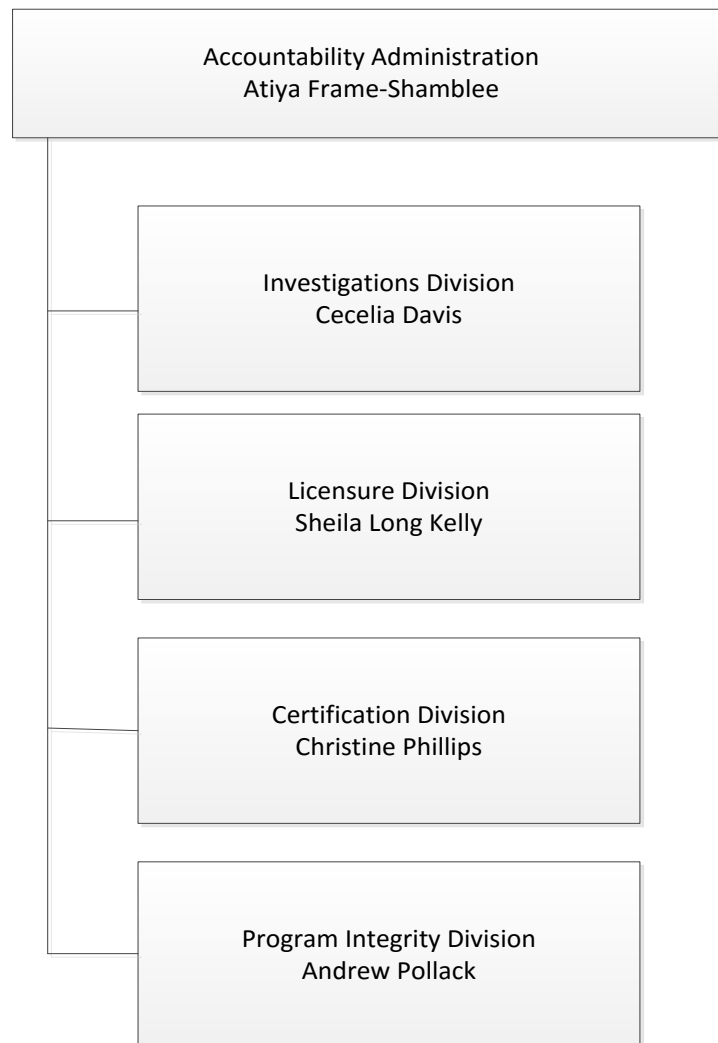 Accountability Administration
Atiya Frame-Shamblee
Investigations Division
Cecelia Davis
Licensure Division
Sheila Long Kelly
Certification Division
Christine Phillips
Program Integrity Division
Andrew Pollack